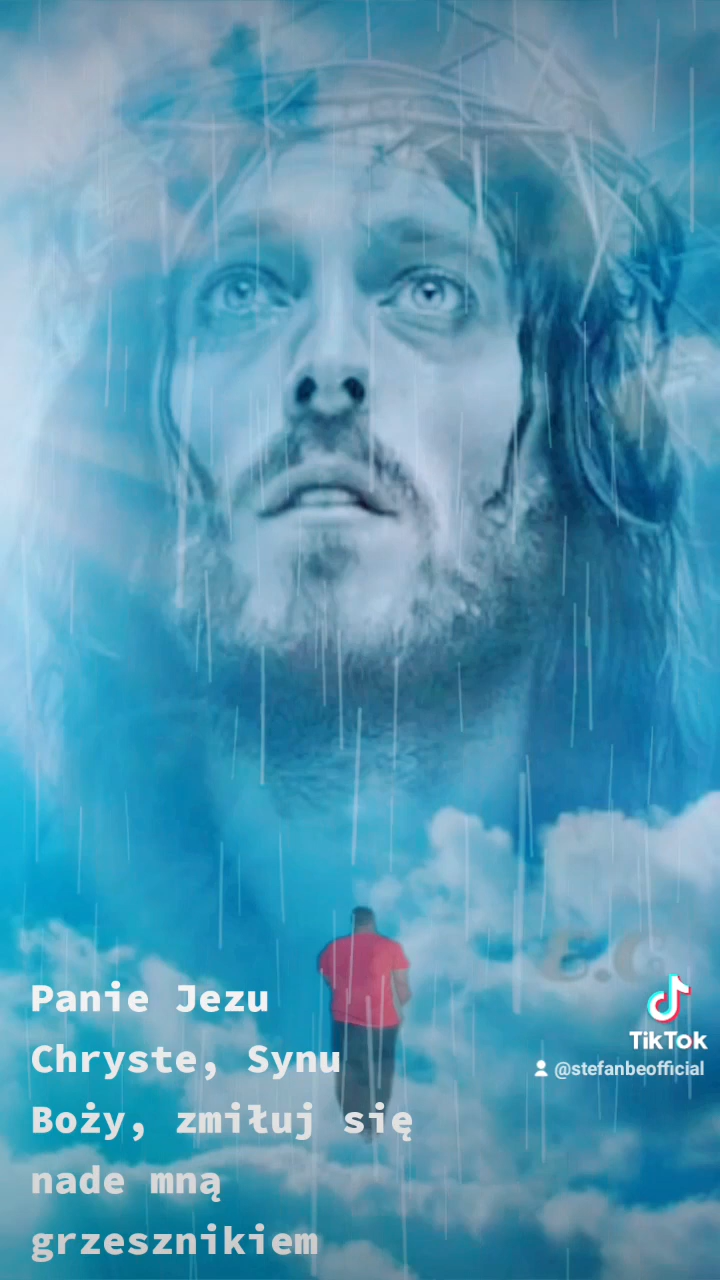 E.C
TikTok
@stefanbeofficial
Panie Jezu
Chryste, Synu
Boży, zmiłuj się
nade mną
grzesznikiem